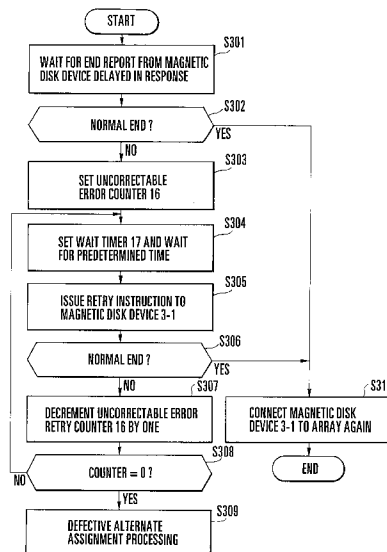 START
S301
WAIT FOR END REPORT FROM MAGNETIC
DISK DEVICE DELAYED IN RESPONSE
S302
NORMAL END ?
YES
NO
S303
SET UNCORRECTABLE
ERROR COUNTER 16
S304
SET WAIT TIMER 17 AND WAIT
FOR PREDETERMINED TIME
S305
ISSUE RETRY INSTRUCTION TO
MAGNETIC DISK DEVICE 3-1
S306
NORMAL END ?
YES
NO
S307
DECREMENT UNCORRECTABLE ERROR
RETRY COUNTER 16 BY ONE
S31
CONNECT MAGNETIC DISK
DEVICE 3-1 TO ARRAY AGAIN
S308
NO
COUNTER = 0 ?
END
YES
S309
DEFECTIVE ALTERNATE
ASSIGNMENT PROCESSING